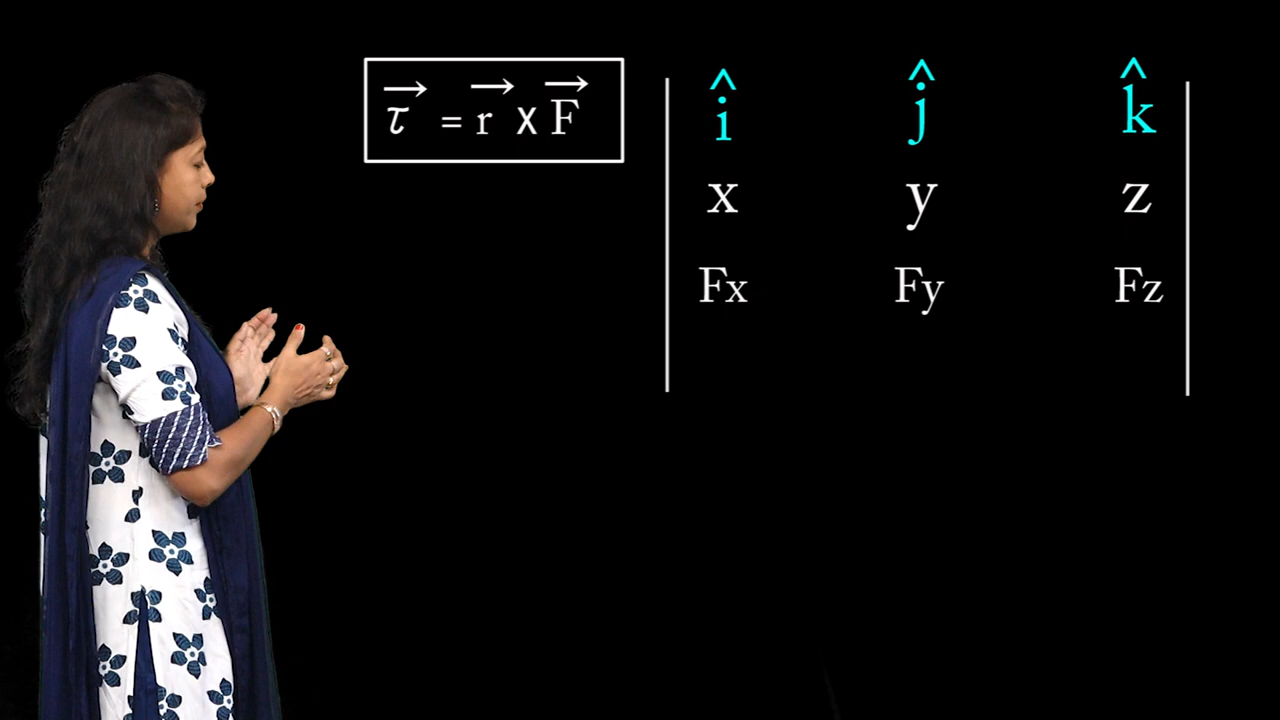 τ⃗ = r⃗ X F⃗
î ĵ k̂
x y z
Fx Fy Fz